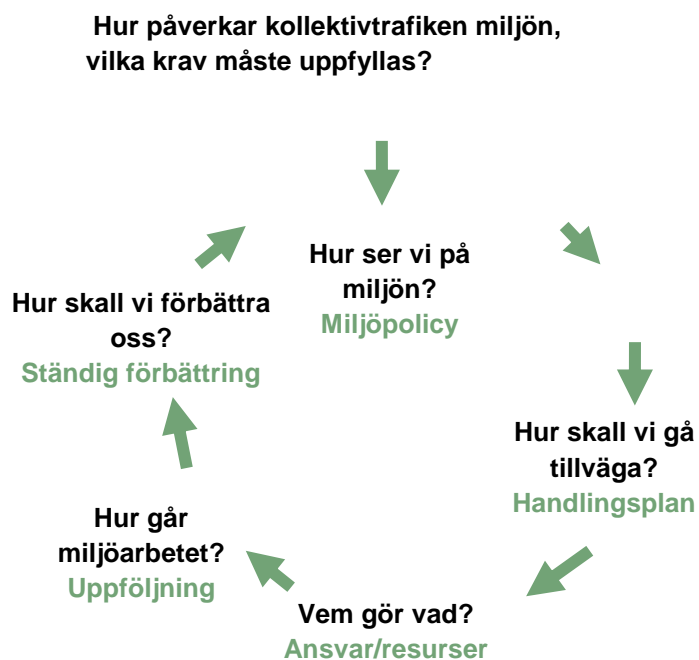 Hur påverkar kollektivtrafiken miljön,
vilka krav måste uppfyllas?
Hur ser vi på
miljön?
Miljöpolicy
Hur skall vi gå
tillväga?
Handlingsplan
Vem gör vad?
Ansvar/resurser
Hur går
miljöarbetet?
Uppföljning
Hur skall vi förbättra
oss?
Ständig förbättring